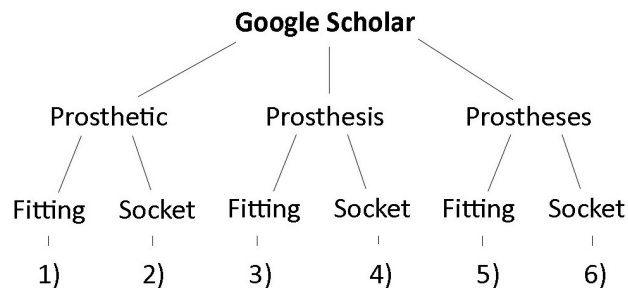 Google Scholar
Prosthetic Prosthesis Prostheses
Fitting Socket Fitting Socket Fitting Socket
1) 2) 3) 4) 5) 6)